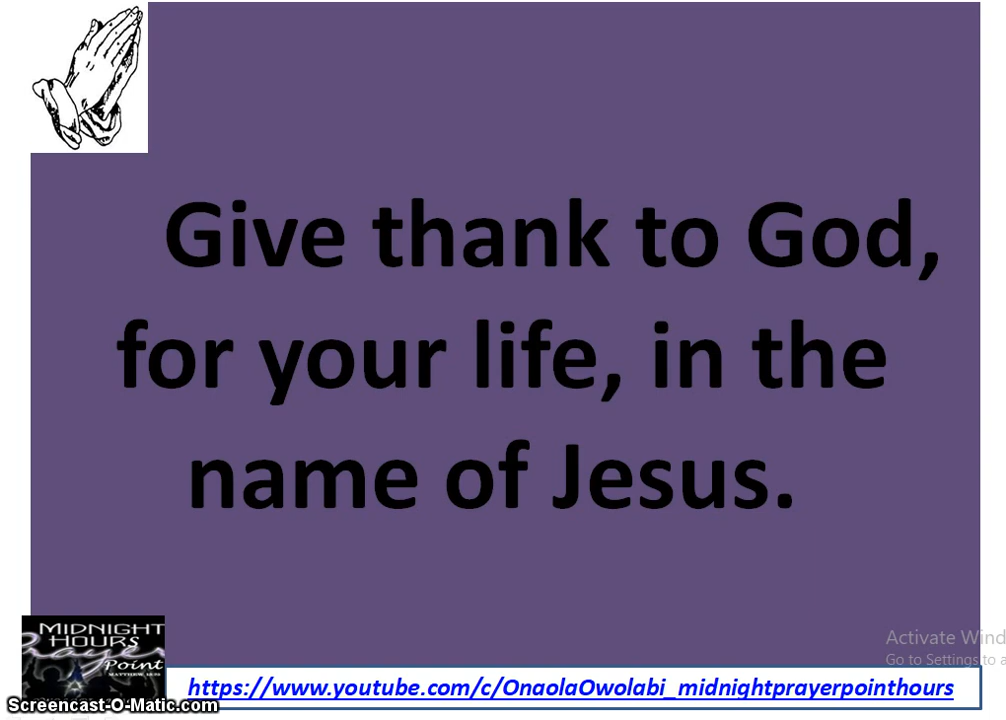 Give thank to God,
for your life, in the
name of Jesus.
MIDNIGHT
HOURS
Prayer
Point
Activate Wind
Go to Settings to a
https://www.youtube.com/c/OnaolaOwolabi_midnightprayerpointhours
Screencast-O-Matic.com